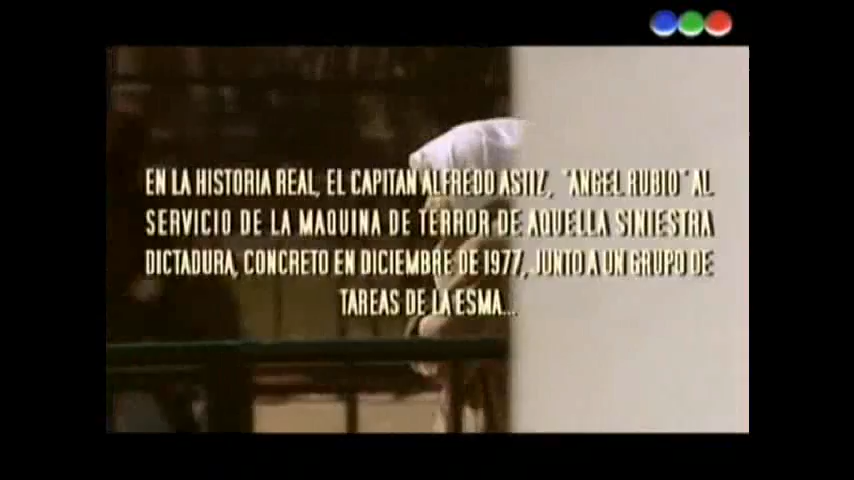 EN LA HISTORIA REAL, EL CAPITAN ALFREDO ASTIZ, "ANGEL RUBIO" AL
SERVICIO DE LA MAQUINA DE TERROR DE AQUELLA SINIESTRA
DICTADURA, CONCRETO EN DICIEMBRE DE 1977, JUNTO A UN GRUPO DE
TAREAS DE LA ESMA...